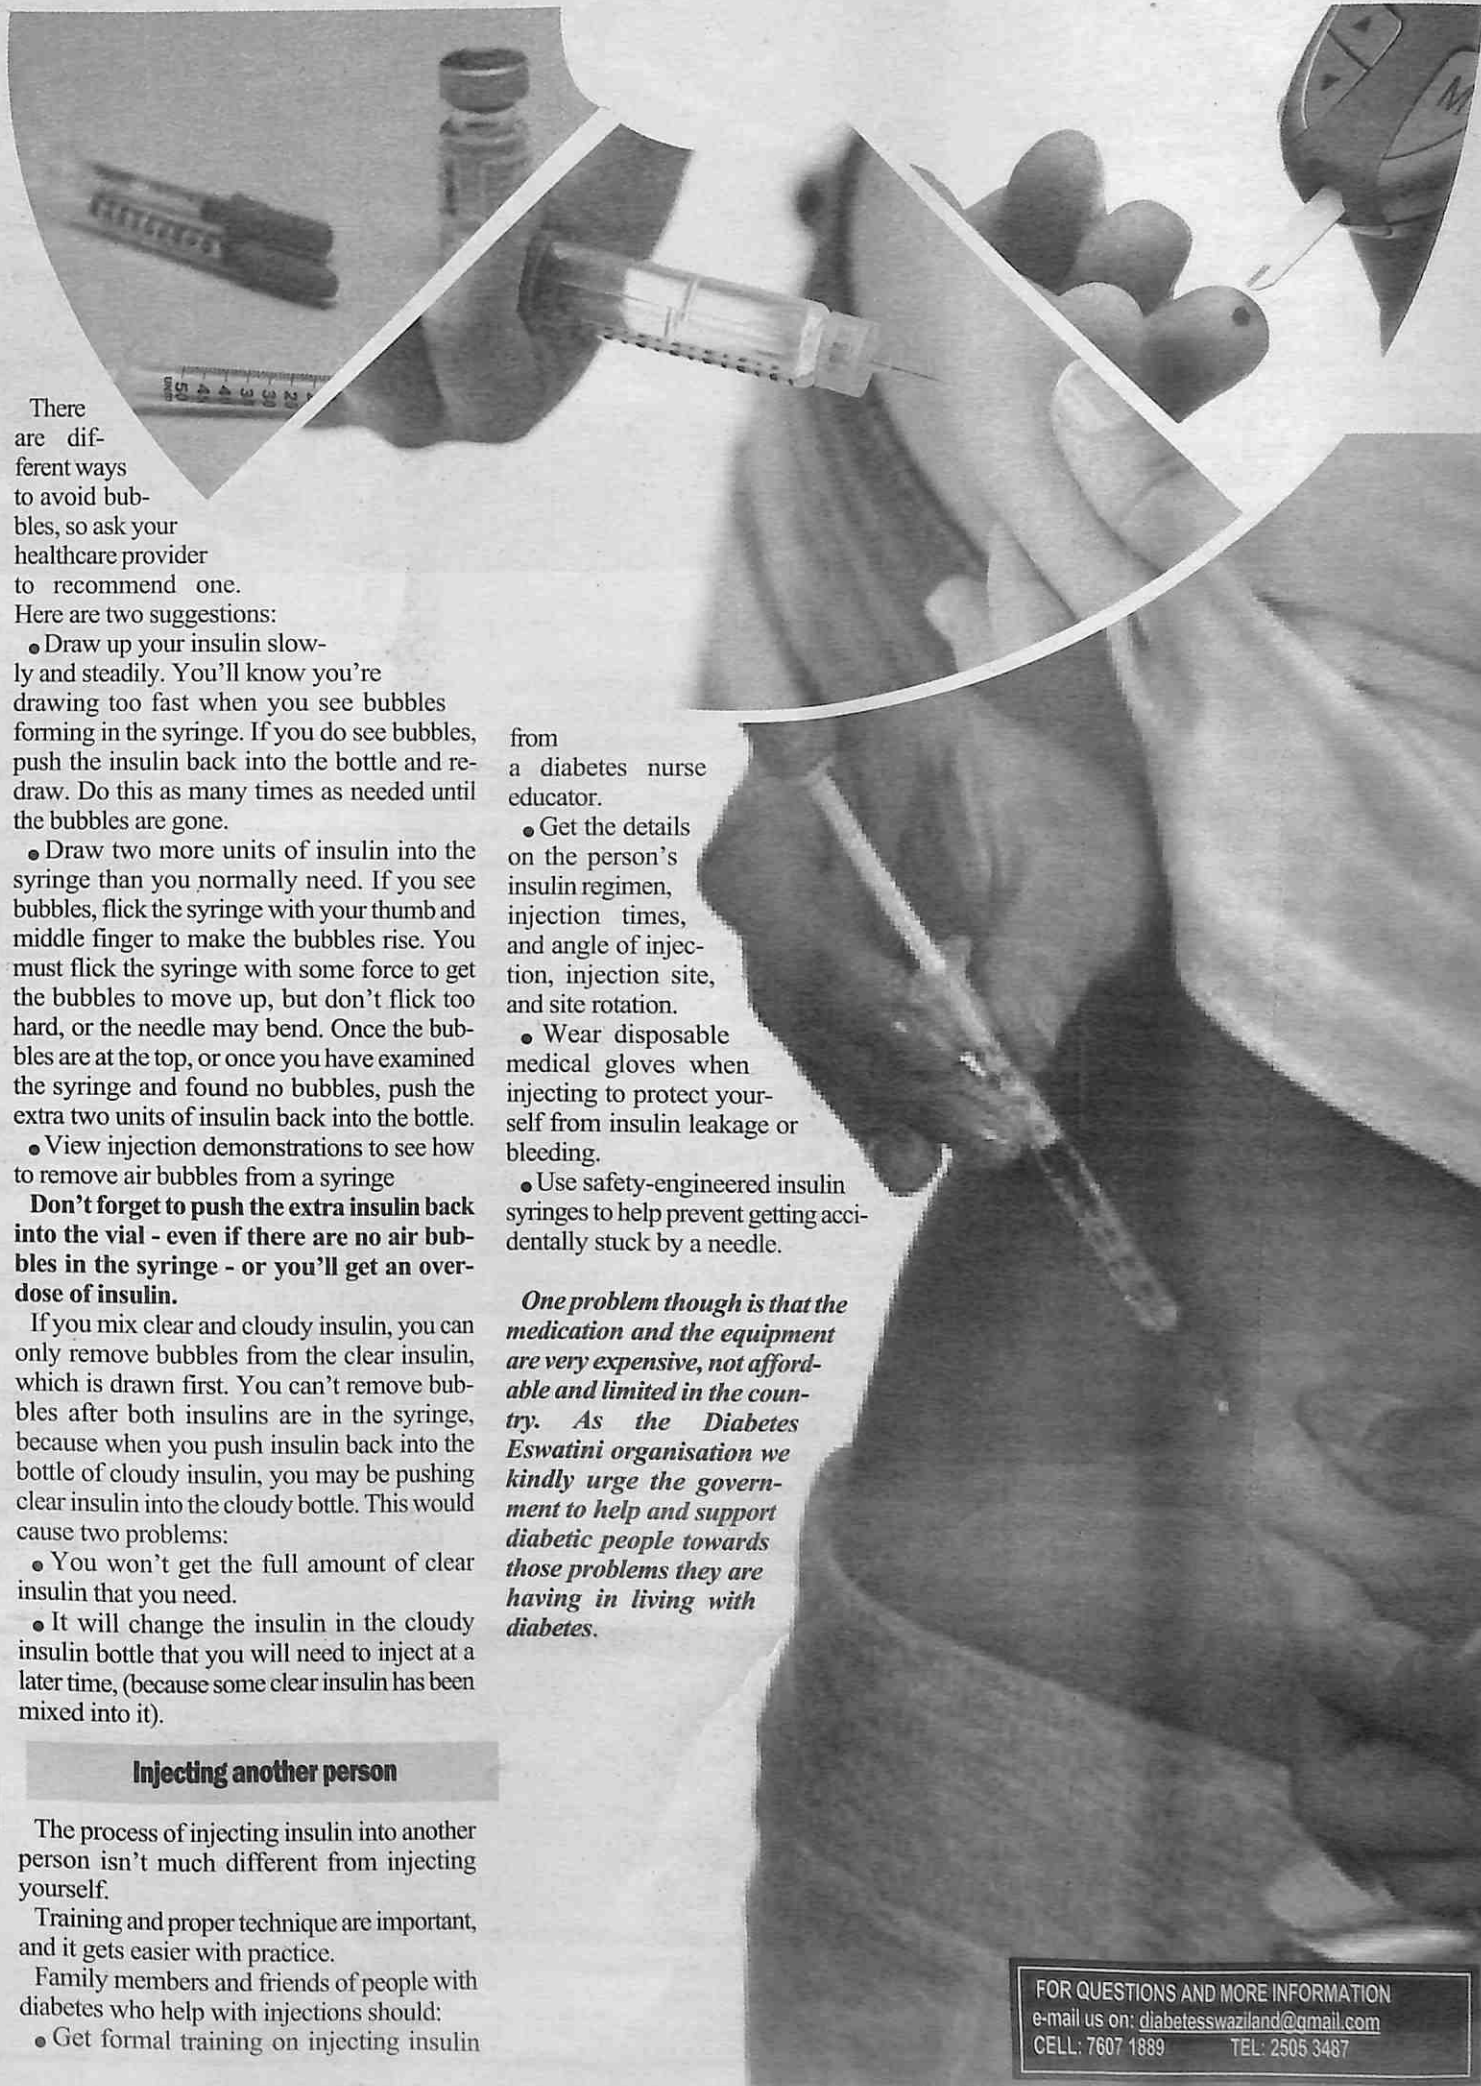 There
are dif-
ferent ways
to avoid bub-
bles, so ask your
healthcare provider
to recommend one.
Here are two suggestions:
• Draw up your insulin slow-
ly and steadily. You'll know you're
drawing too fast when you see bubbles
forming in the syringe. If you do see bubbles,
push the insulin back into the bottle and re-
draw. Do this as many times as needed until
the bubbles are gone.
• Draw two more units of insulin into the
syringe than you normally need. If you see
bubbles, flick the syringe with your thumb and
middle finger to make the bubbles rise. You
must flick the syringe with some force to get
the bubbles to move up, but don't flick too
hard, or the needle may bend. Once the bub-
bles are at the top, or once you have examined
the syringe and found no bubbles, push the
extra two units of insulin back into the bottle.
• View injection demonstrations to see how
to remove air bubbles from a syringe
Don't forget to push the extra insulin back
into the vial - even if there are no air bub-
bles in the syringe - or you'll get an over-
dose of insulin.
If you mix clear and cloudy insulin, you can
only remove bubbles from the clear insulin,
which is drawn first. You can't remove bub-
bles after both insulins are in the syringe,
because when you push insulin back into the
bottle of cloudy insulin, you may be pushing
clear insulin into the cloudy bottle. This would
cause two problems:
• You won't get the full amount of clear
insulin that you need.
• It will change the insulin in the cloudy
insulin bottle that you will need to inject at a
later time, (because some clear insulin has been
mixed into it).
Injecting another person
The process of injecting insulin into another
person isn't much different from injecting
yourself.
Training and proper technique are important,
and it gets easier with practice.
Family members and friends of people with
diabetes who help with injections should:
• Get formal training on injecting insulin
from
a diabetes nurse
educator.
• Get the details
on the person's
insulin regimen,
injection times,
and angle of injec-
tion, injection site,
and site rotation.
• Wear disposable
medical gloves when
injecting to protect your-
self from insulin leakage or
bleeding.
• Use safety-engineered insulin
syringes to help prevent getting acci-
dentally stuck by a needle.
One problem though is that the
medication and the equipment
are very expensive, not afford-
able and limited in the coun-
try. As the Diabetes
Eswatini organisation we
kindly urge the govern-
ment to help and support
diabetic people towards
those problems they are
having in living with
diabetes.
FOR QUESTIONS AND MORE INFORMATION
e-mail us on: diabetesswaziland@gmail.com
CELL: 7607 1889 TEL: 2505 3487